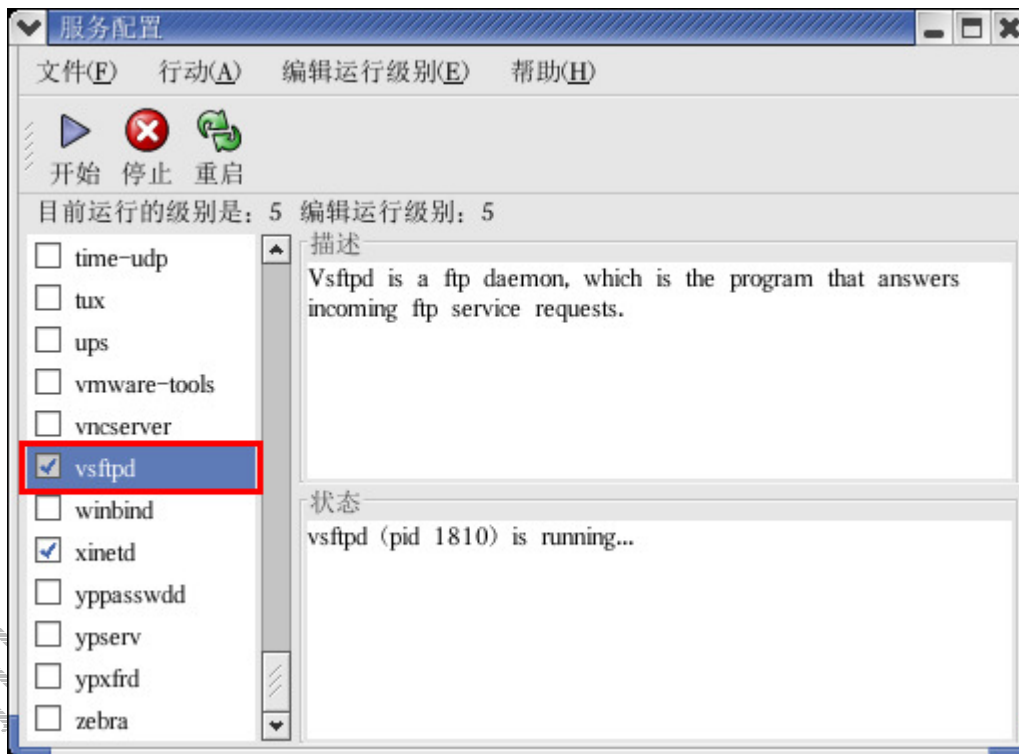 服务配置
文件(F) 行动(A) 编辑运行级别(E) 帮助(H)
开始 停止 重启
目前运行的级别是: 5 编辑运行级别: 5
time-udp
tux
ups
vmware-tools
vncserver
vsftpd
winbind
xinetd
yppasswdd
ypserv
ypxfrd
zebra
描述
Vsftpd is a ftp daemon, which is the program that answers
incoming ftp service requests.
状态
vsftpd (pid 1810) is running...